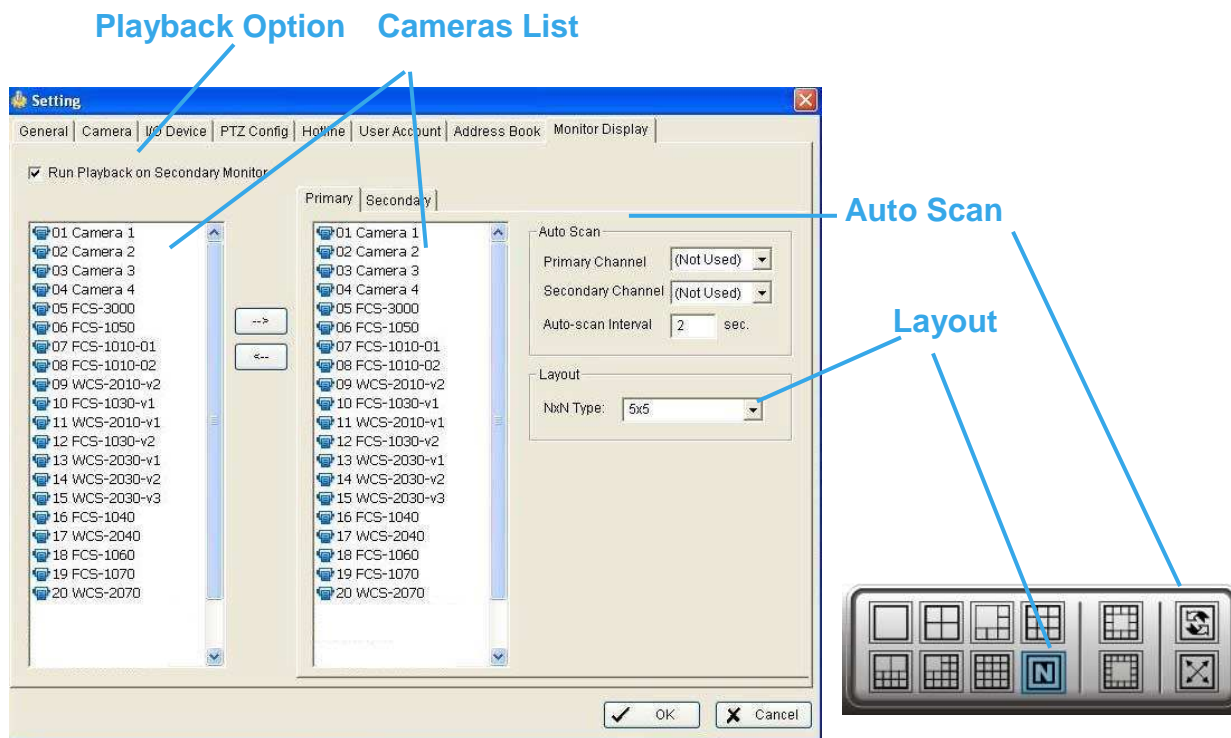 Playback Option Cameras List
Setting
General Camera I/O Device PTZ Config Hotline User Account Address Book Monitor Display
Run Playback on Secondary Monitor
Primary Secondary
01 Camera 1
02 Camera 2
03 Camera 3
04 Camera 4
05 FCS-3000
06 FCS-1050
07 FCS-1010-01
08 FCS-1010-02
09 WCS-2010-v2
10 FCS-1030-v1
11 WCS-2010-v1
12 FCS-1030-v2
13 WCS-2030-v1
14 WCS-2030-v2
15 WCS-2030-v3
16 FCS-1040
17 WCS-2040
18 FCS-1060
19 FCS-1070
20 WCS-2070
-->
<--
01 Camera 1
02 Camera 2
03 Camera 3
04 Camera 4
05 FCS-3000
06 FCS-1050
07 FCS-1010-01
08 FCS-1010-02
09 WCS-2010-v2
10 FCS-1030-v1
11 WCS-2010-v1
12 FCS-1030-v2
13 WCS-2030-v1
14 WCS-2030-v2
15 WCS-2030-v3
16 FCS-1040
17 WCS-2040
18 FCS-1060
19 FCS-1070
20 WCS-2070
Auto Scan
Primary Channel (Not Used)
Secondary Channel (Not Used)
Auto-scan Interval 2 sec.
Layout
NxN Type: 5x5
Auto Scan
Layout
N
OK Cancel